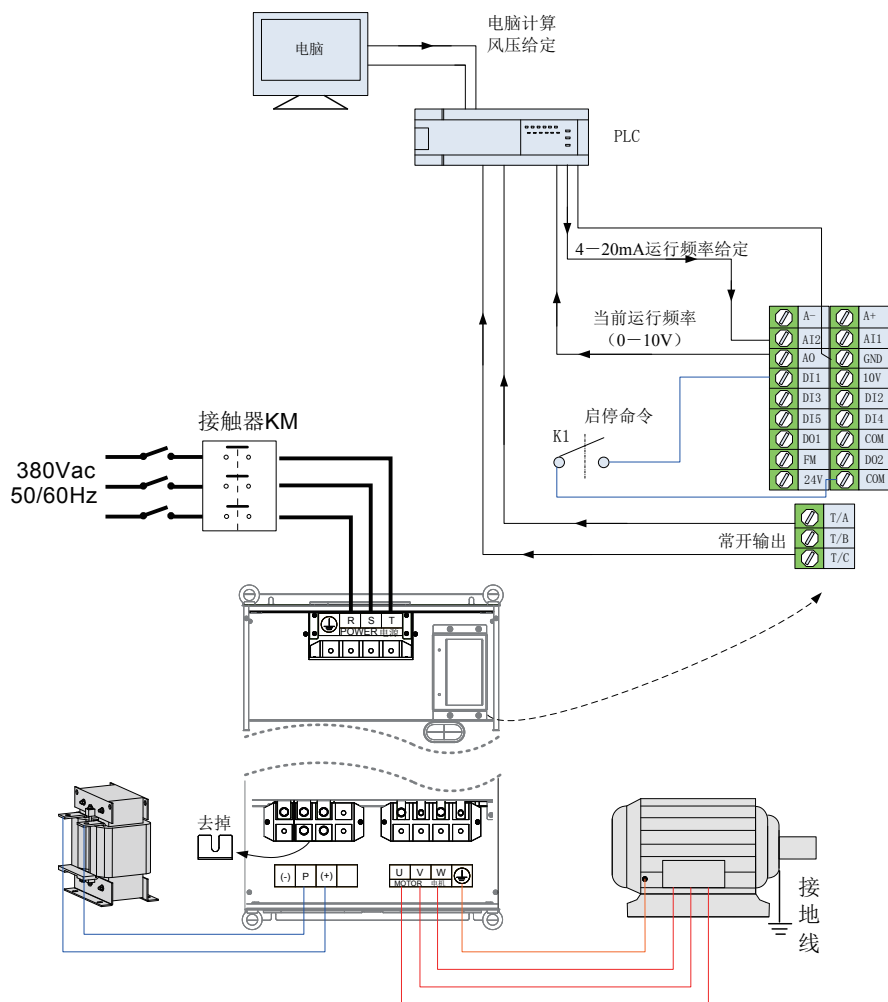 电脑计算
风压给定
电脑
PLC
4－20mA运行频率给定
当前运行频率
（0－10V）
A- A+
AI2 AI1
AO GND
DI1 10V
DI3 DI2
DI5 DI4
DO1 COM
FM DO2
24V COM
启停命令
K1
接触器KM
380Vac
50/60Hz
T/A
常开输出 T/B
T/C
R S T
POWER 电源
去掉
(-) P (+)
U V W
MOTOR 电机
接
地
线